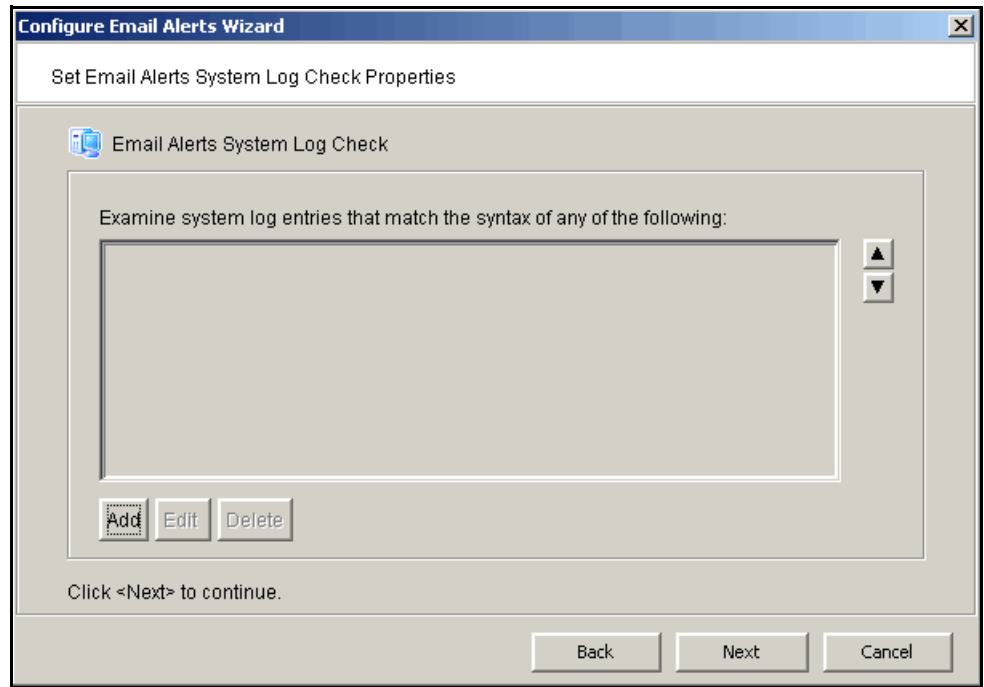 Configure Email Alerts Wizard
Set Email Alerts System Log Check Properties
Email Alerts System Log Check
Examine system log entries that match the syntax of any of the following:
Add Edit Delete
Click <Next> to continue.
Back Next Cancel